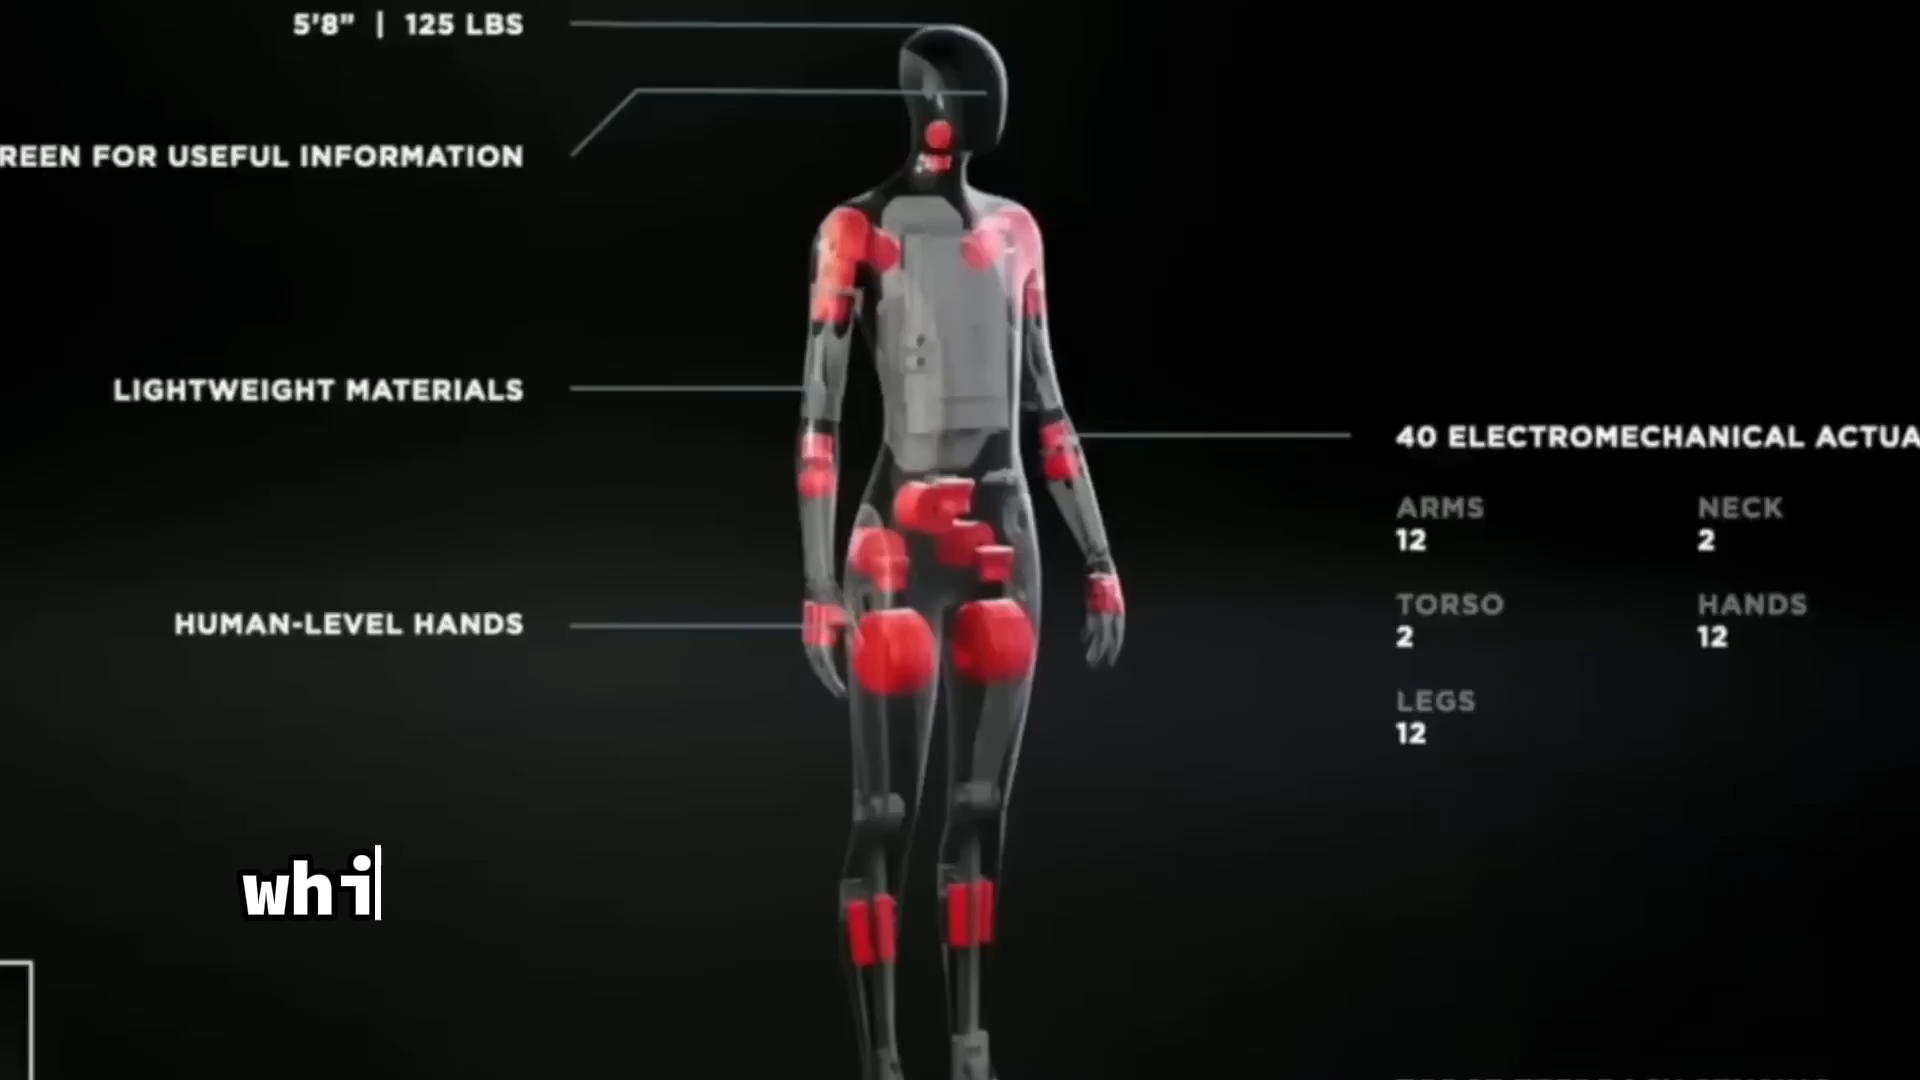 5'8" | 125 LBS
REEN FOR USEFUL INFORMATION
LIGHTWEIGHT MATERIALS
HUMAN-LEVEL HANDS
40 ELECTROMECHANICAL ACTUA
ARMS NECK
12 2
TORSO HANDS
2 12
LEGS
12
whi